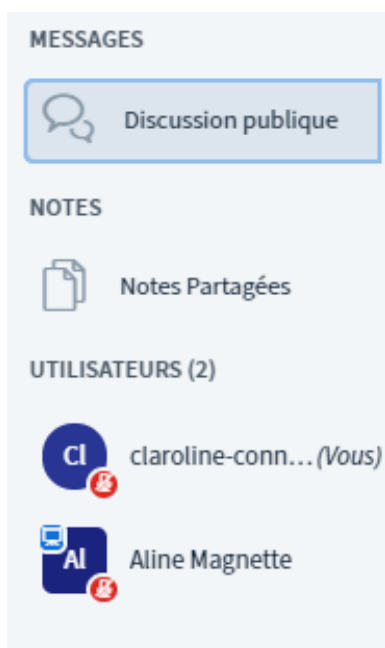 MESSAGES
Discussion publique
NOTES
Notes Partagées
UTILISATEURS (2)
Cl claroline-conn... (Vous)
Al Aline Magnette